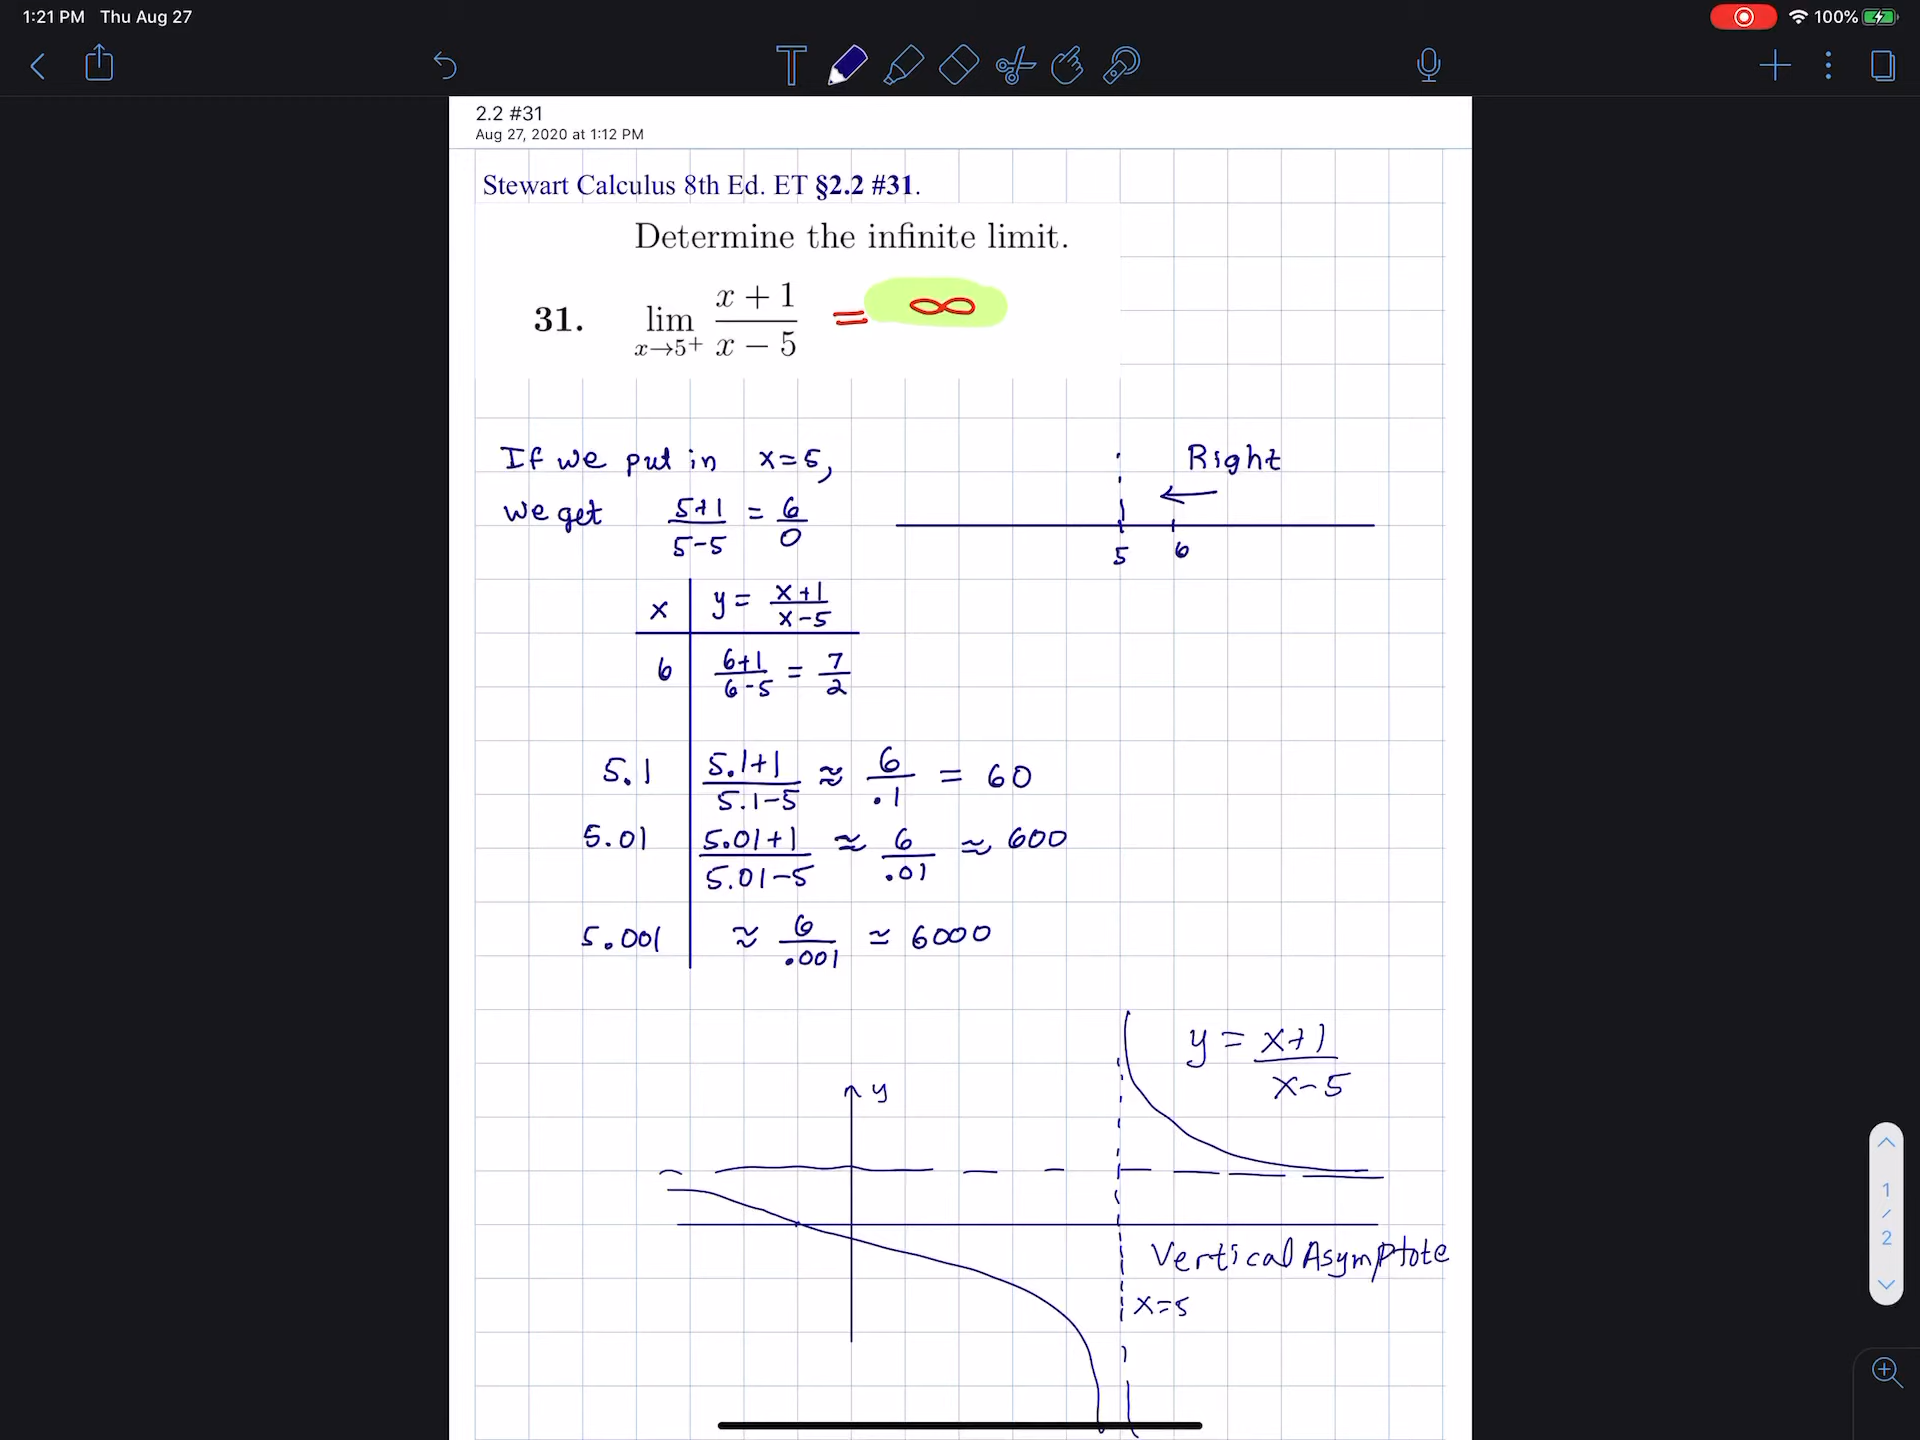 1:21 PM Thu Aug 27
100%
2.2 #31
Aug 27, 2020 at 1:12 PM
Stewart Calculus 8th Ed. ET §2.2 #31.
Determine the infinite limit.
31. lim x→5+ (x + 1)/(x − 5) = ∞
If we put in x=5,
we get (5+1)/(5-5) = 6/0
Right
5 6
x y = (x+1)/(x-5)
6 (6+1)/(6-5) = 7/2
5.1 (5.1+1)/(5.1-5) ≈ 6/.1 = 60
5.01 (5.01+1)/(5.01-5) ≈ 6/.01 ≈ 600
5.001 ≈ 6/.001 ≈ 6000
y = (x+1)/(x-5)
y
Vertical Asymptote
x=5
1/2